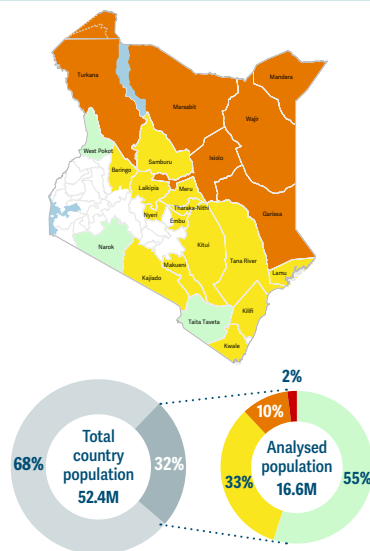 Turkana
Mandera
Marsabit
Wajir
West Pokot
Samburu
Isiolo
Baringo
Laikipia
Meru
Garissa
Tharaka-Nithi
Nyeri
Embu
Kitui
Narok
Tana River
Makueni
Lamu
Kajiado
Kilifi
Taita Taveta
Kwale
2%
10%
68%
Total
country
population
52.4M
32%
33%
Analysed
population
16.6M
55%